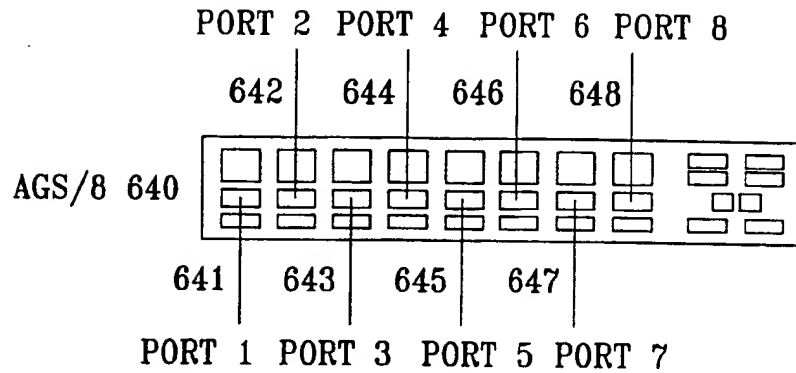 PORT 2 PORT 4 PORT 6 PORT 8
642 644 646 648
AGS/8 640
641 643 645 647
PORT 1 PORT 3 PORT 5 PORT 7